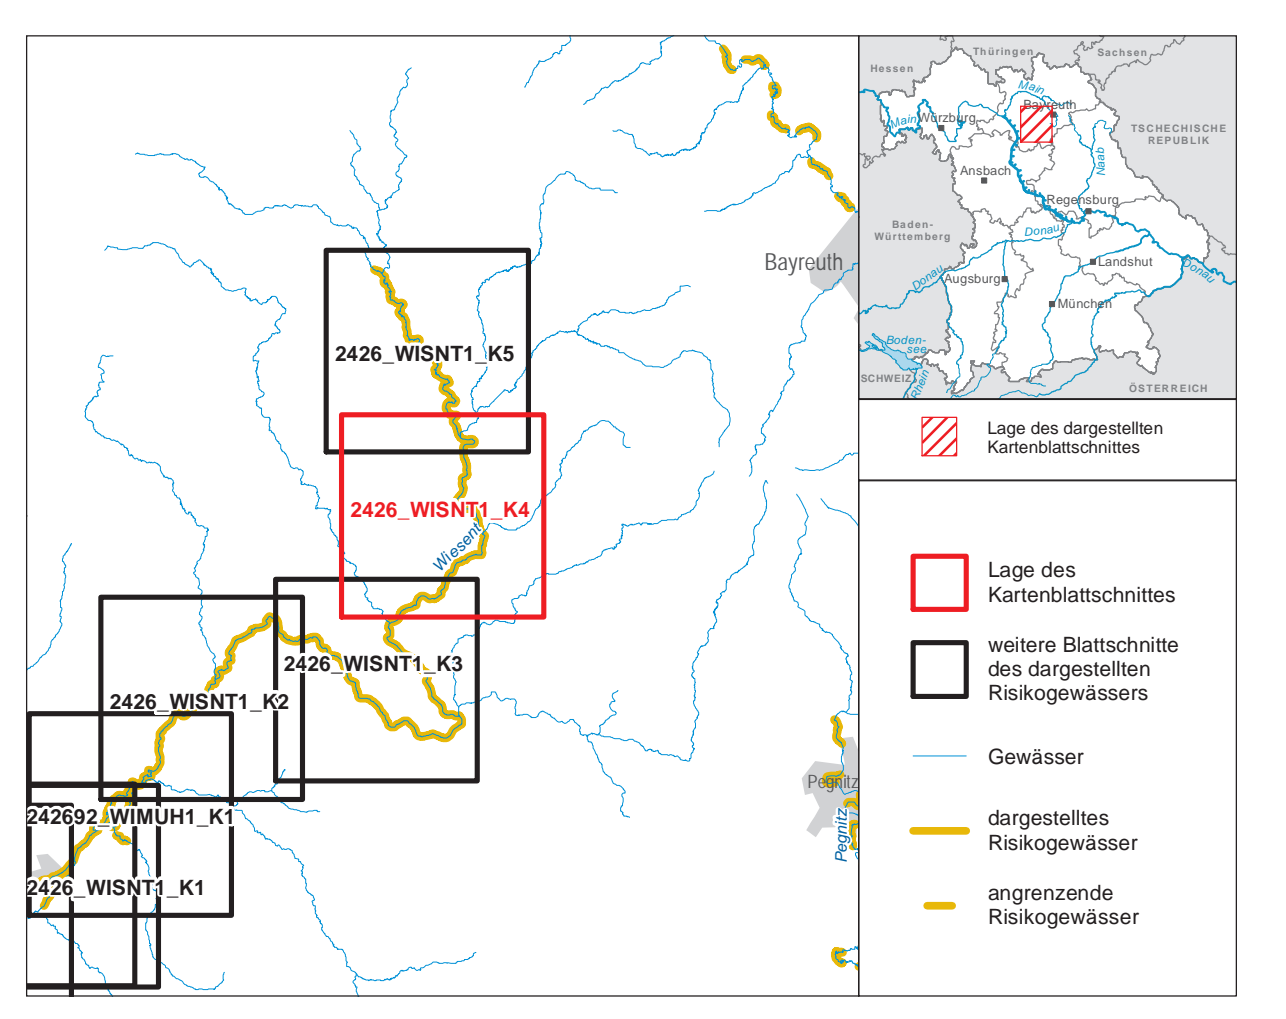 Bayreuth
2426_WISNT1_K5
2426_WISNT1_K4
Wiesent
2426_WISNT1_K3
2426_WISNT1_K2
242692_WIMUH1_K1
2426_WISNT1_K1
Pegnitz
Pegnitz
Thüringen
Sachsen
Hessen
Main
Bayreuth
Main
Würzburg
TSCHECHISCHE
REPUBLIK
Naab
Ansbach
Regensburg
Baden-
Württemberg
Donau
Landshut
Donau
Donau
Augsburg
München
Boden-
see
SCHWEIZ
Rhein
ÖSTERREICH
Lage des dargestellten
Kartenblattschnittes
Lage des
Kartenblattschnittes
weitere Blattschnitte
des dargestellten
Risikogewässers
Gewässer
dargestelltes
Risikogewässer
angrenzende
Risikogewässer